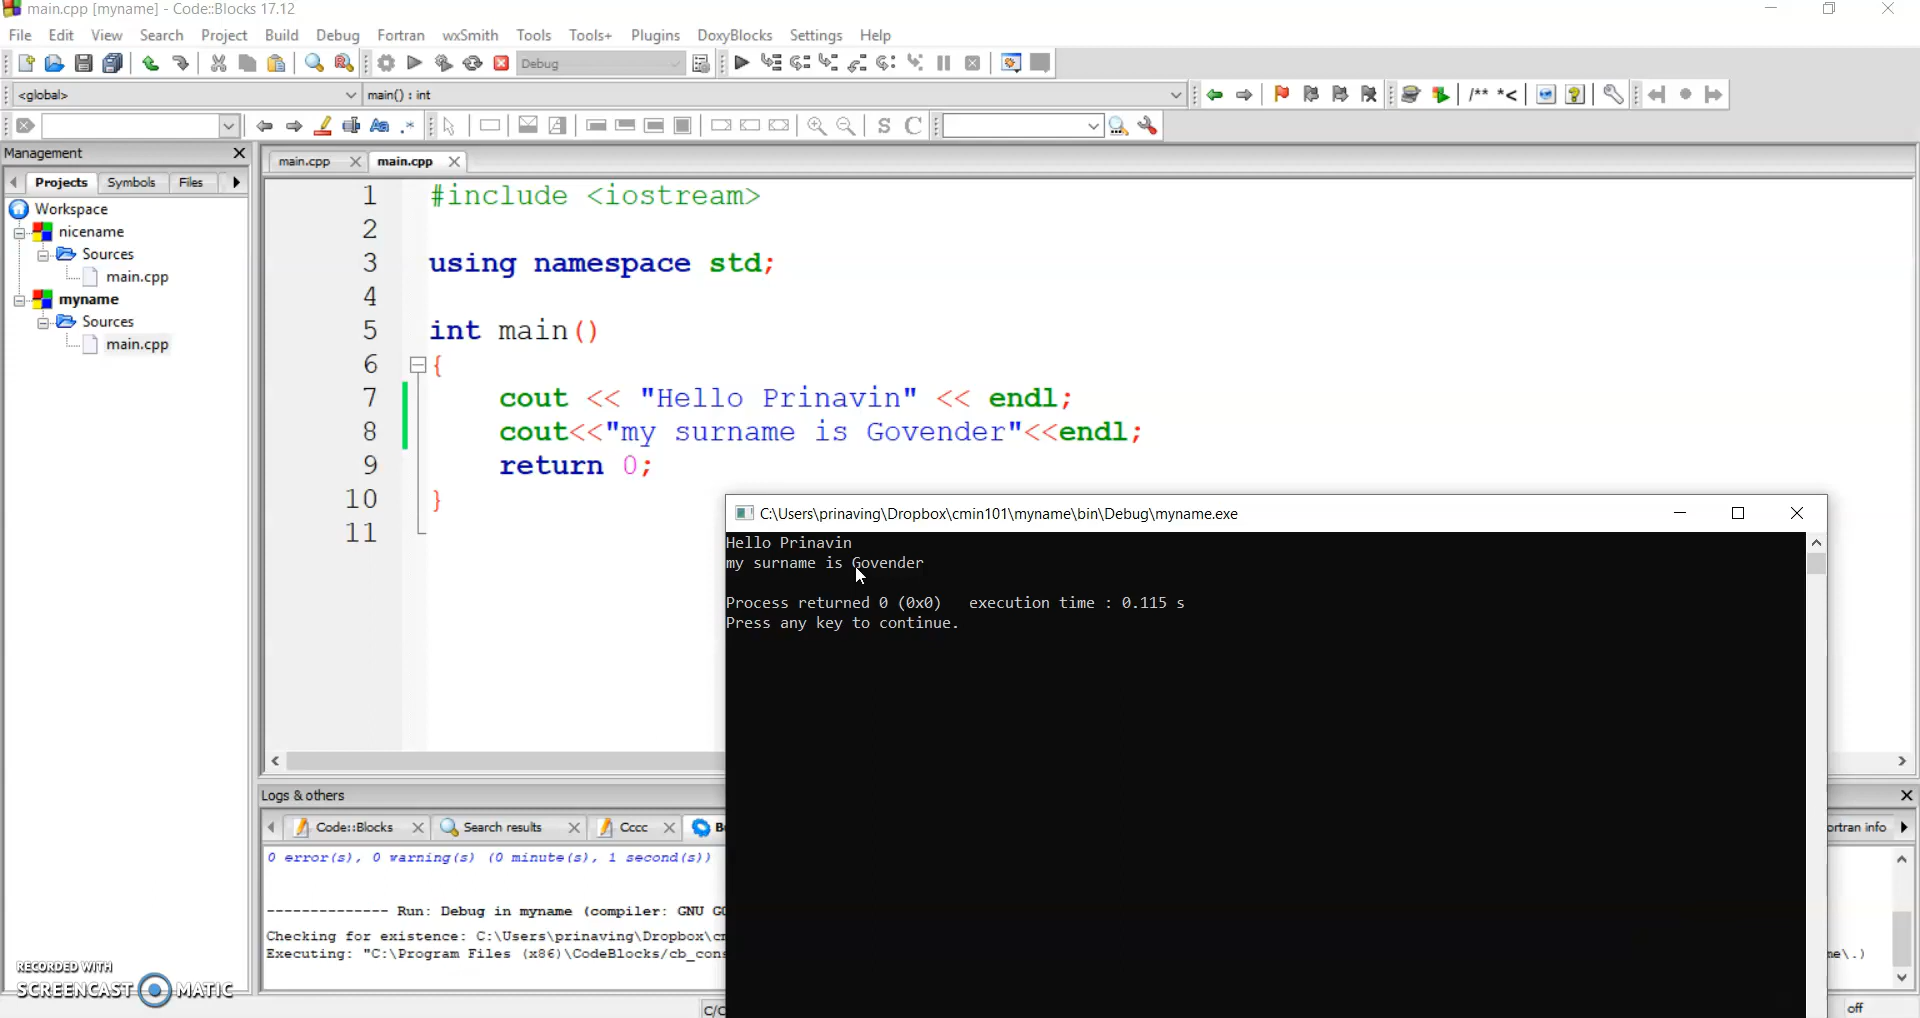 main.cpp [myname] - Code::Blocks 17.12
File Edit View Search Project Build Debug Fortran wxSmith Tools Tools+ Plugins DoxyBlocks Settings Help
Debug
<global> main() : int
/** *<
Aa .*
S C
Management
main.cpp main.cpp
Projects Symbols Files
Workspace
nicename
Sources
main.cpp
myname
Sources
main.cpp
1 #include <iostream>
2
3 using namespace std;
4
5 int main()
6 {
7 cout << "Hello Prinavin" << endl;
8 cout<<"my surname is Govender"<<endl;
9 return 0;
10 }
11
C:\Users\prinaving\Dropbox\cmin101\myname\bin\Debug\myname.exe
Hello Prinavin
my surname is Govender
Process returned 0 (0x0) execution time : 0.115 s
Press any key to continue.
Logs & others
Code::Blocks Search results Cccc ortran info
0 error(s), 0 warning(s) (0 minute(s), 1 second(s))
-------------- Run: Debug in myname (compiler: GNU
Checking for existence: C:\Users\prinaving\Dropbox\
Executing: "C:\Program Files (x86)\CodeBlocks/cb_cons me\.)
RECORDED WITH
SCREENCAST MATIC
C/C off